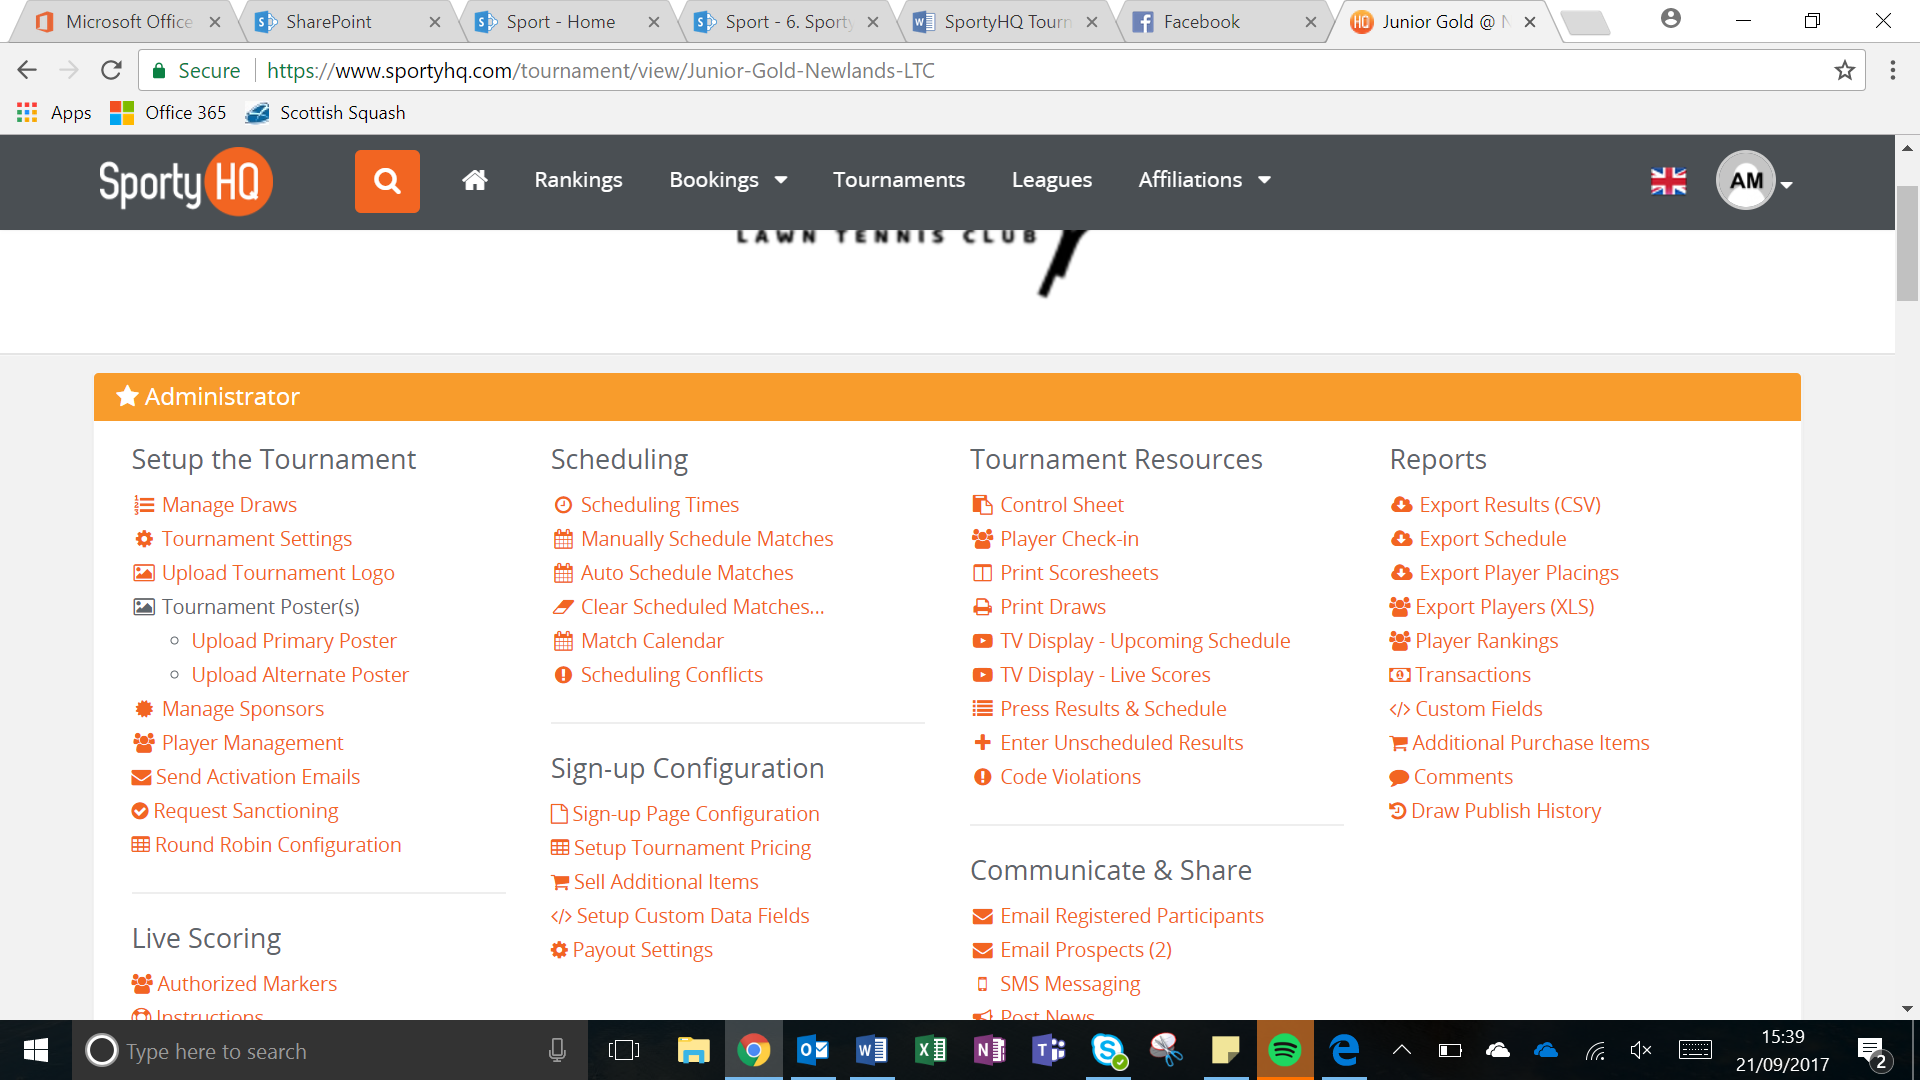 Microsoft Office
SharePoint
Sport - Home
Sport - 6. Sporty
SportyHQ Tourn
Facebook
Junior Gold @ N
Secure
https://www.sportyhq.com/tournament/view/Junior-Gold-Newlands-LTC
Apps
Office 365
Scottish Squash
SportyHQ
Rankings
Bookings
Tournaments
Leagues
Affiliations
AM
LAWN TENNIS CLUB
Administrator
Setup the Tournament
Manage Draws
Tournament Settings
Upload Tournament Logo
Tournament Poster(s)
Upload Primary Poster
Upload Alternate Poster
Manage Sponsors
Player Management
Send Activation Emails
Request Sanctioning
Round Robin Configuration
Live Scoring
Authorized Markers
Instructions
Scheduling
Scheduling Times
Manually Schedule Matches
Auto Schedule Matches
Clear Scheduled Matches...
Match Calendar
Scheduling Conflicts
Sign-up Configuration
Sign-up Page Configuration
Setup Tournament Pricing
Sell Additional Items
Setup Custom Data Fields
Payout Settings
Tournament Resources
Control Sheet
Player Check-in
Print Scoresheets
Print Draws
TV Display - Upcoming Schedule
TV Display - Live Scores
Press Results & Schedule
Enter Unscheduled Results
Code Violations
Communicate & Share
Email Registered Participants
Email Prospects (2)
SMS Messaging
Post News
Reports
Export Results (CSV)
Export Schedule
Export Player Placings
Export Players (XLS)
Player Rankings
Transactions
Custom Fields
Additional Purchase Items
Comments
Draw Publish History
Type here to search
15:39
21/09/2017
2